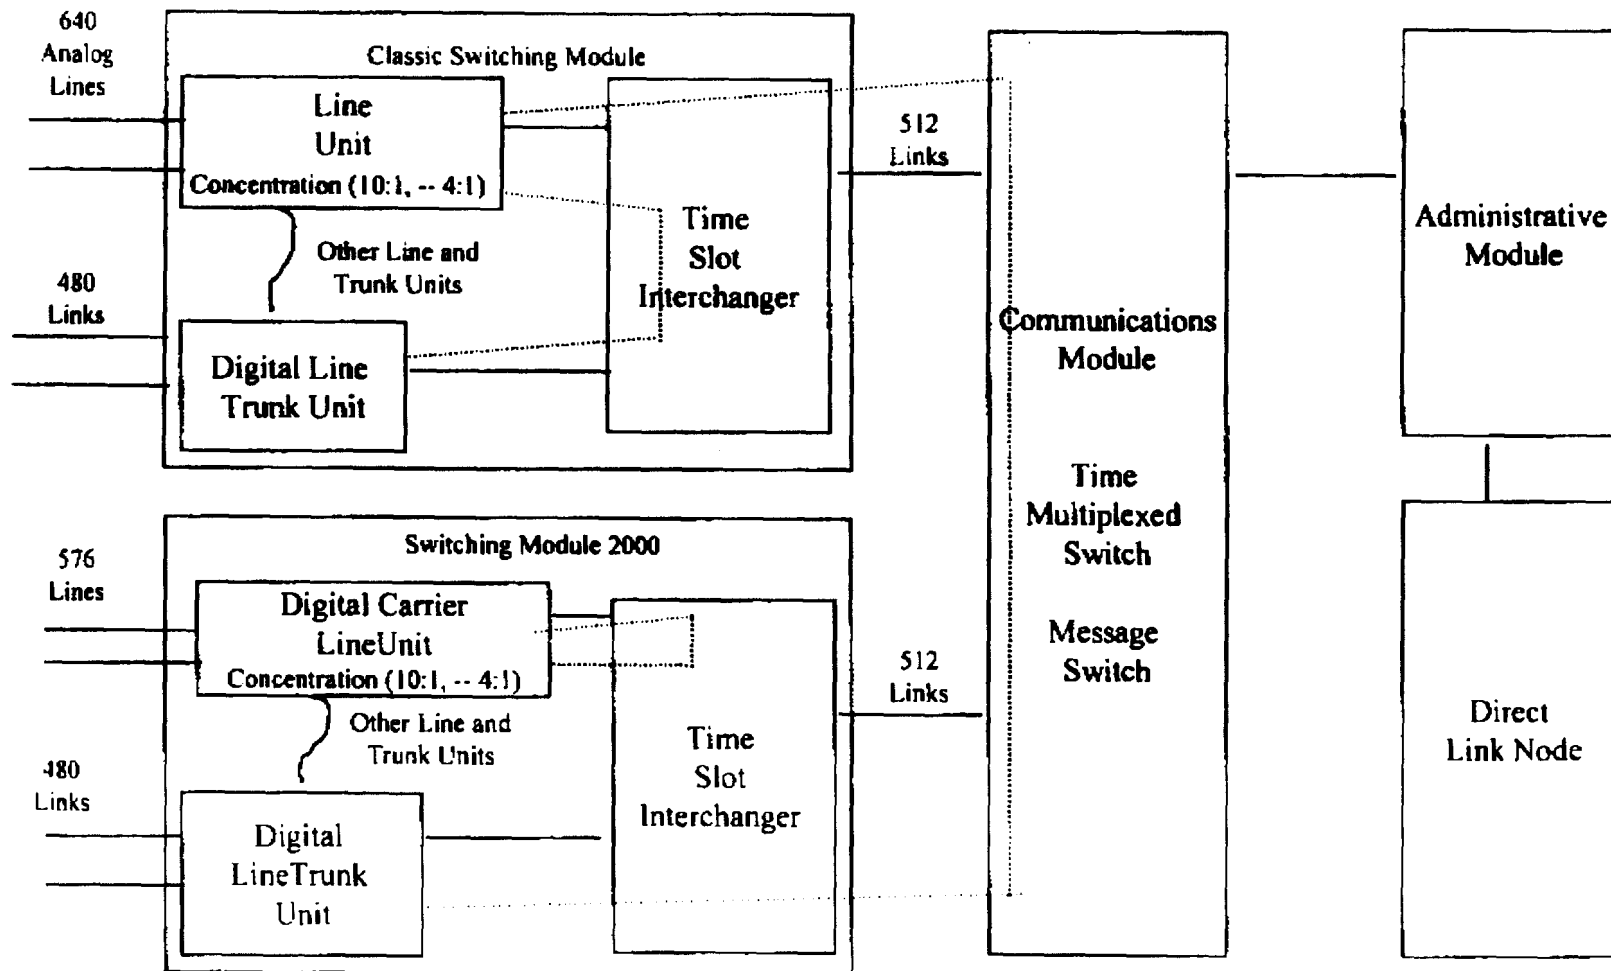 640
Analog
Lines
Classic Switching Module
Line
Unit
Concentration (10:1, -- 4:1)
Other Line and
Trunk Units
480
Links
Digital Line
Trunk Unit
Time
Slot
Interchanger
512
Links
Switching Module 2000
576
Lines
Digital Carrier
LineUnit
Concentration (10:1, -- 4:1)
Other Line and
Trunk Units
480
Links
Digital
LineTrunk
Unit
Time
Slot
Interchanger
512
Links
Communications
Module
Time
Multiplexed
Switch
Message
Switch
Administrative
Module
Direct
Link Node